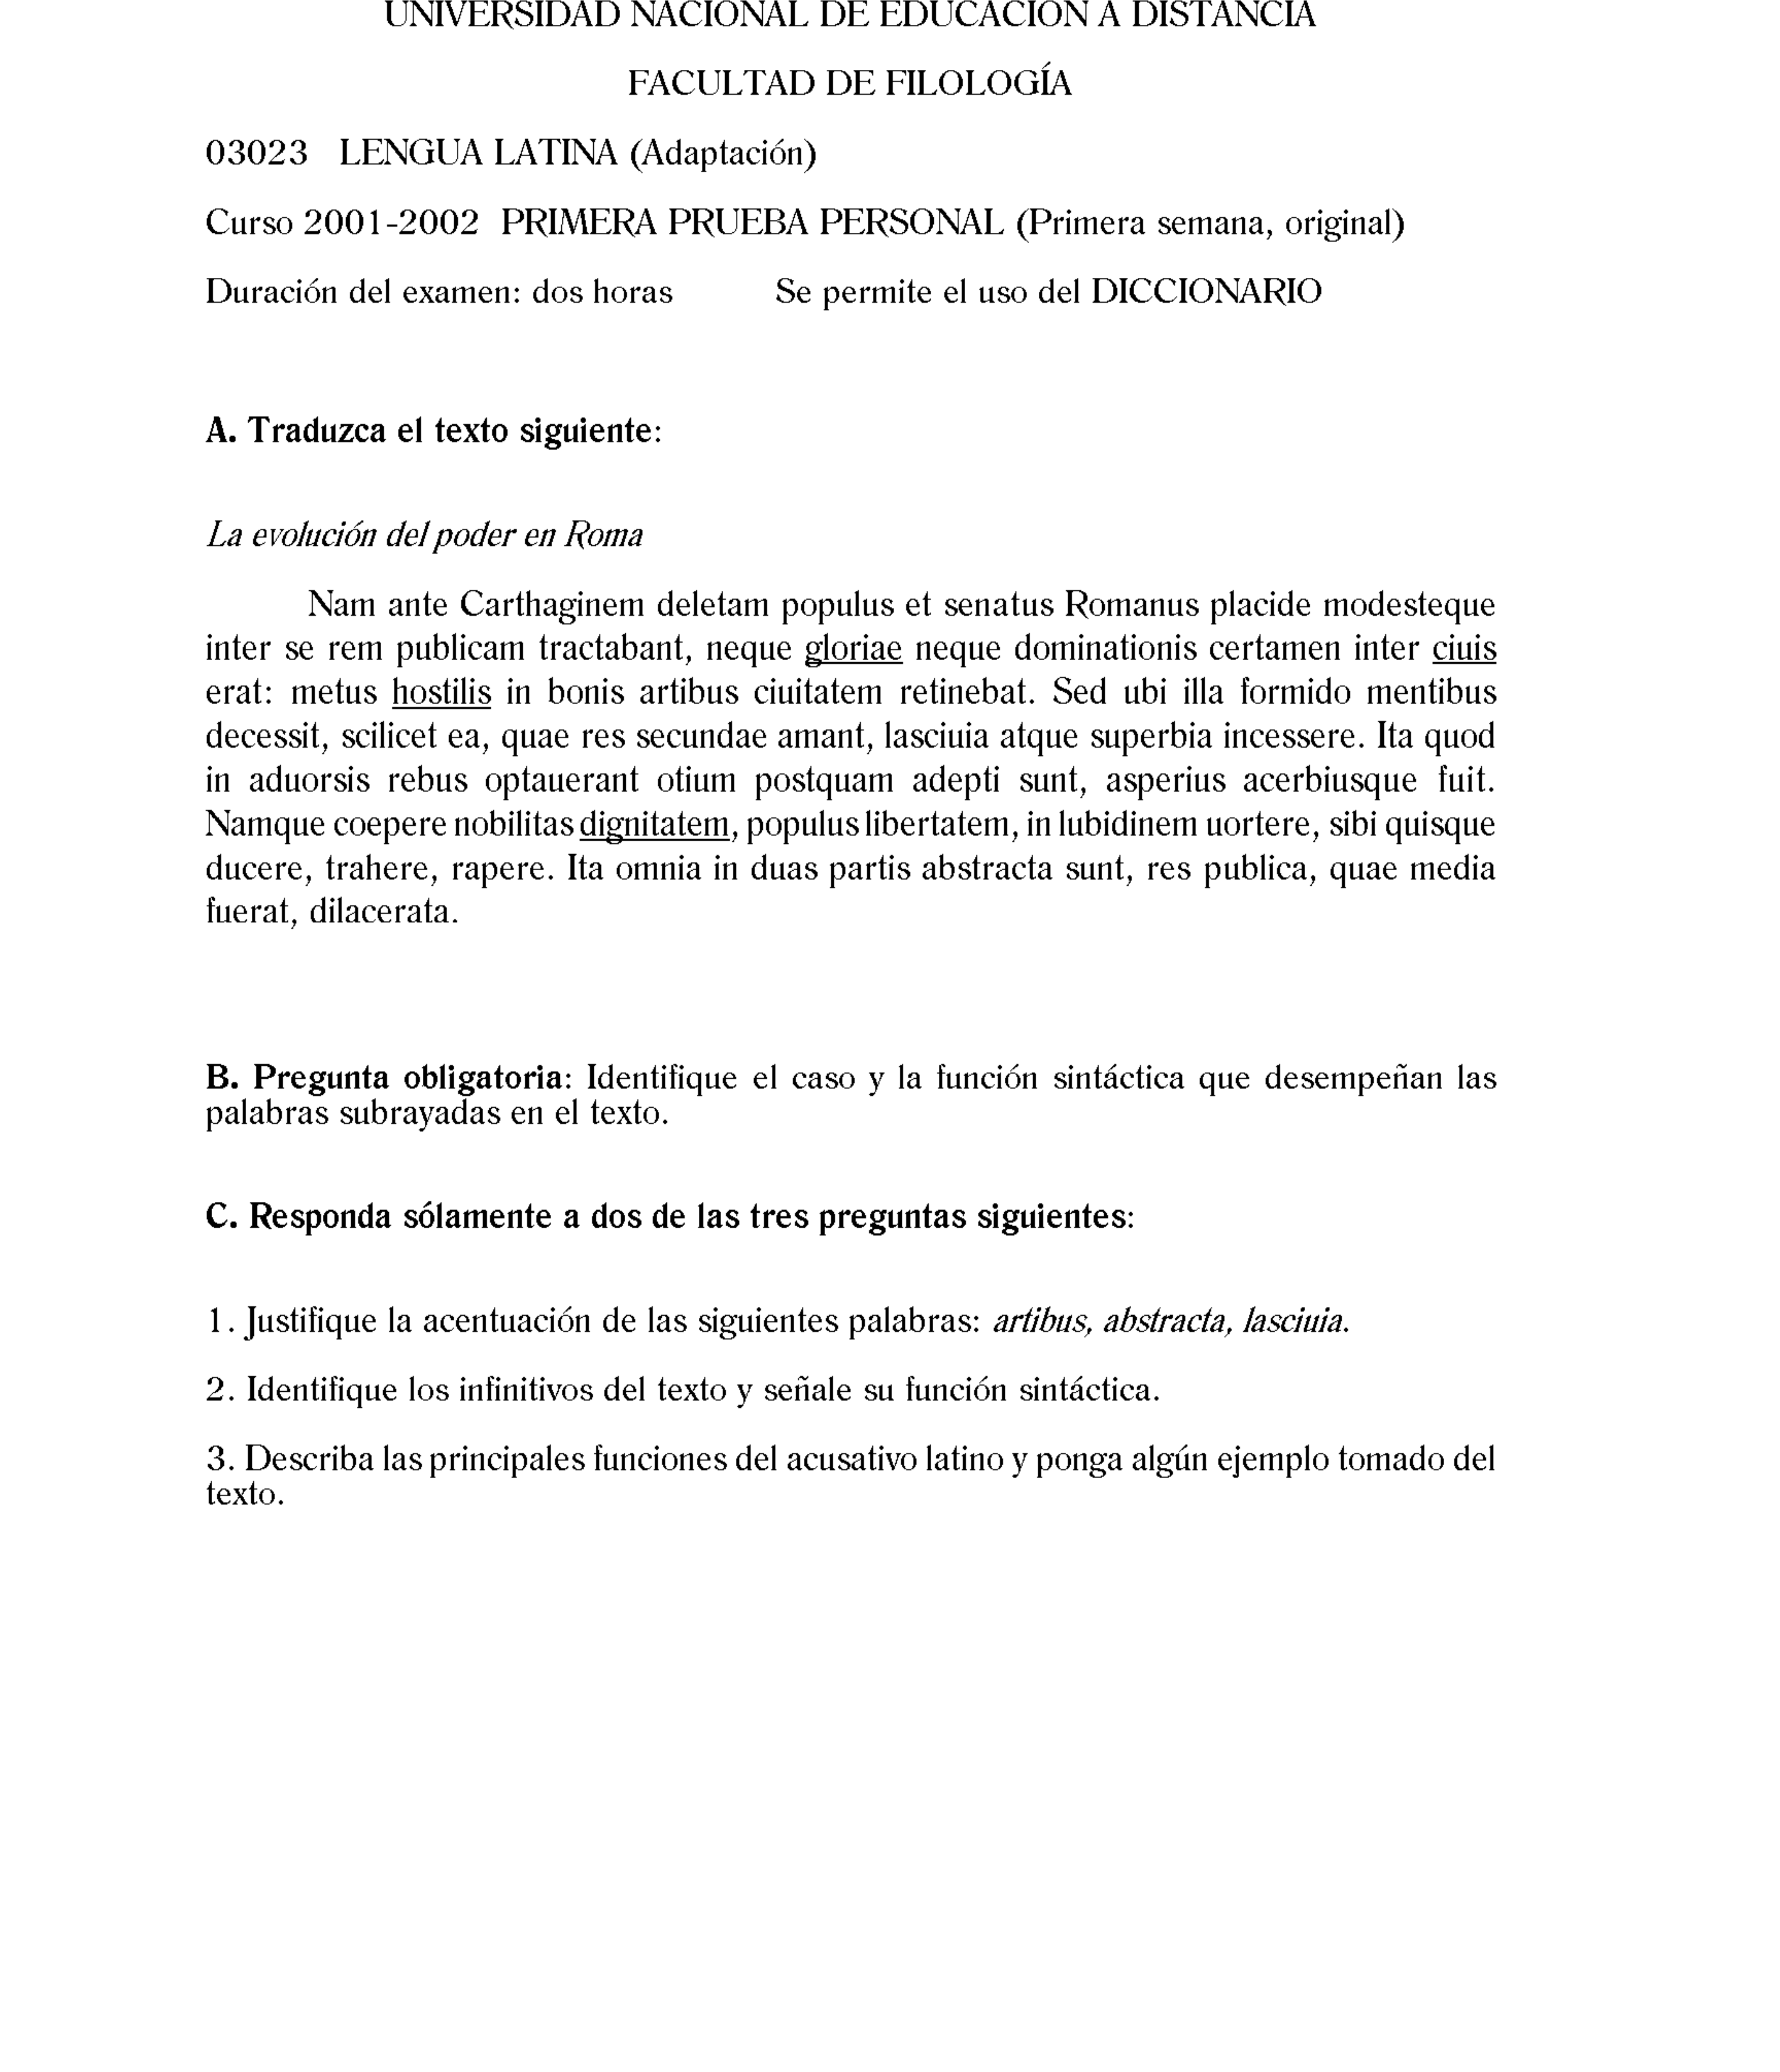 UNIVERSIDAD NACIONAL DE EDUCACIÓN A DISTANCIA
FACULTAD DE FILOLOGÍA
03023 LENGUA LATINA (Adaptación)
Curso 2001-2002 PRIMERA PRUEBA PERSONAL (Primera semana, original)
Duración del examen: dos horas Se permite el uso del DICCIONARIO
A. Traduzca el texto siguiente:
La evolución del poder en Roma
Nam ante Carthaginem deletam populus et senatus Romanus placide modesteque
inter se rem publicam tractabant, neque gloriae neque dominationis certamen inter ciuis
erat: metus hostilis in bonis artibus ciuitatem retinebat. Sed ubi illa formido mentibus
decessit, scilicet ea, quae res secundae amant, lasciuia atque superbia incessere. Ita quod
in aduorsis rebus optauerant otium postquam adepti sunt, asperius acerbiusque fuit.
Namque coepere nobilitas dignitatem, populus libertatem, in lubidinem uortere, sibi quisque
ducere, trahere, rapere. Ita omnia in duas partis abstracta sunt, res publica, quae media
fuerat, dilacerata.
B. Pregunta obligatoria: Identifique el caso y la función sintáctica que desempeñan las
palabras subrayadas en el texto.
C. Responda sólamente a dos de las tres preguntas siguientes:
1. Justifique la acentuación de las siguientes palabras: artibus, abstracta, lasciuia.
2. Identifique los infinitivos del texto y señale su función sintáctica.
3. Describa las principales funciones del acusativo latino y ponga algún ejemplo tomado del
texto.